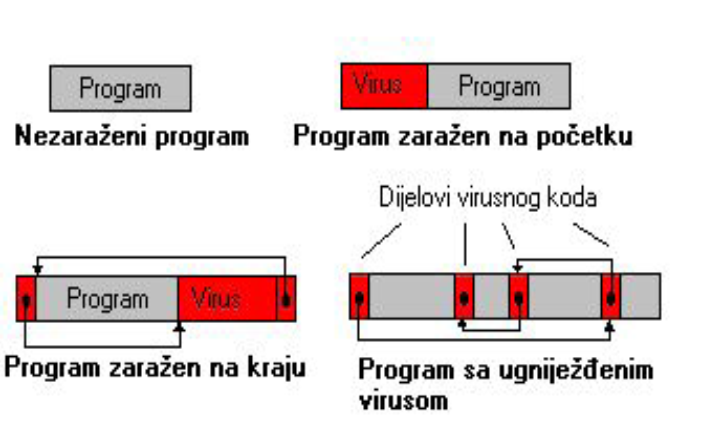 Program
Nezaraženi program
Virus Program
Program zaražen na početku
Dijelovi virusnog koda
Program Virus
Program zaražen na kraju
Program sa ugniježđenim
virusom